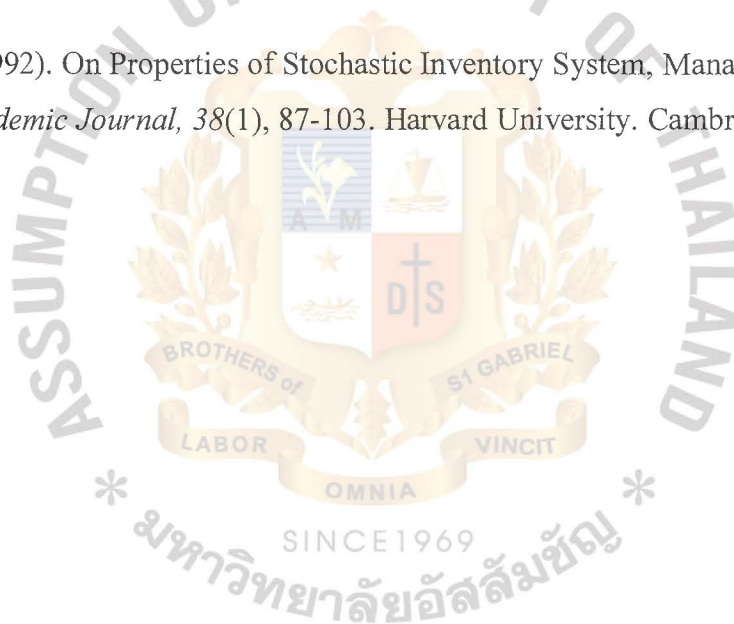 992). On Properties of Stochastic Inventory System, Mana
demic Journal, 38(1), 87-103. Harvard University. Cambr
ASSUMPTION
OF THAILAND
A M
D S
BROTHERS of
S1 GABRIEL
LABOR
VINCIT
OMNIA
* *
SINCE1969
มหาวิทยาลัยอัสสัมชัญ